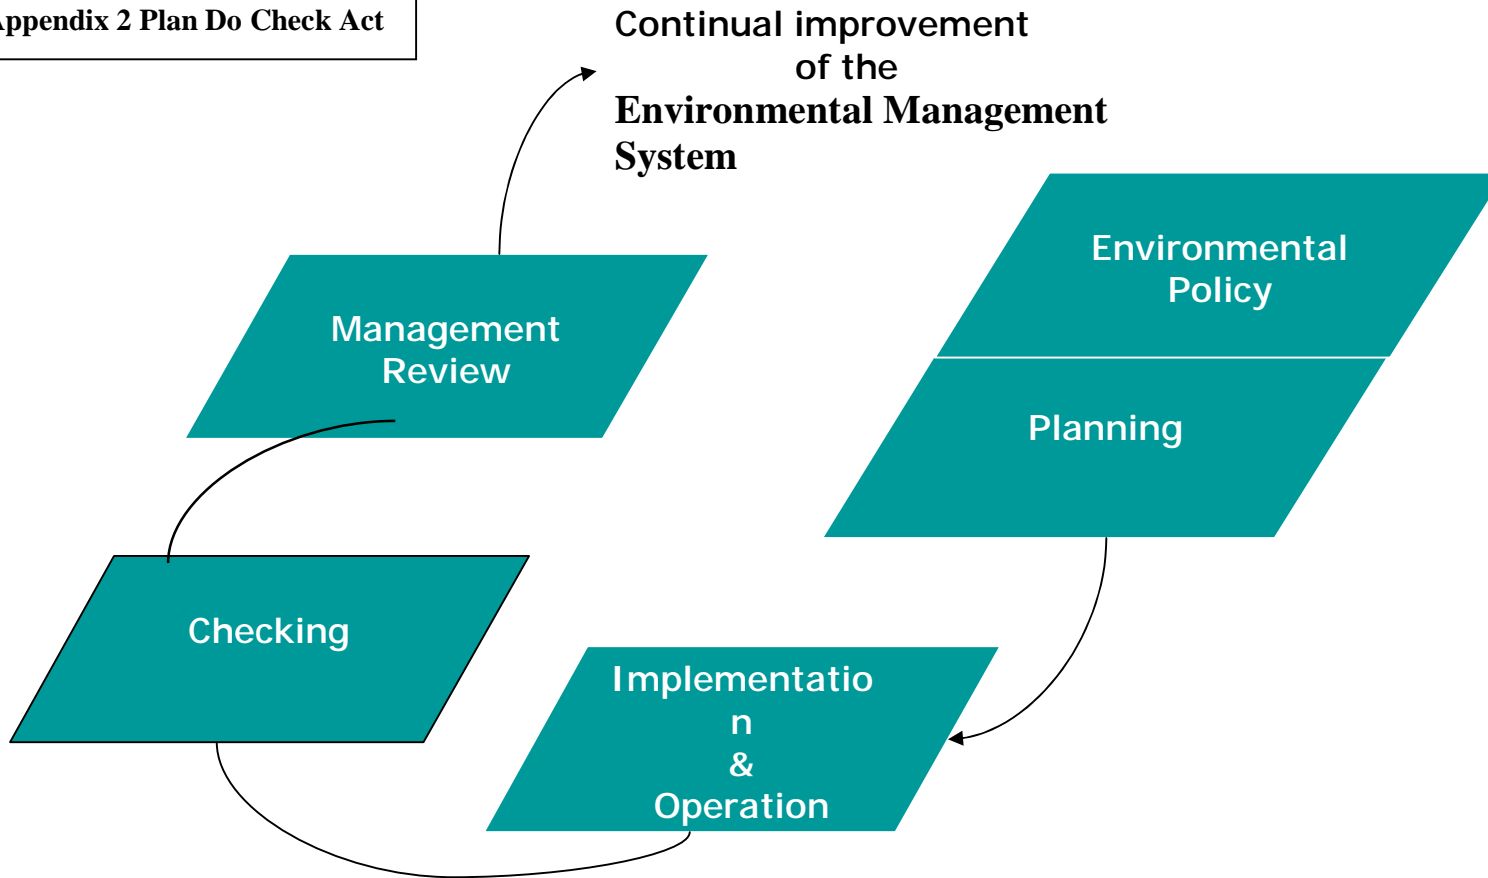 Appendix 2 Plan Do Check Act
Continual improvement
of the
Environmental Management
System
Environmental
Policy
Management
Review
Planning
Checking
Implementatio
n
&
Operation